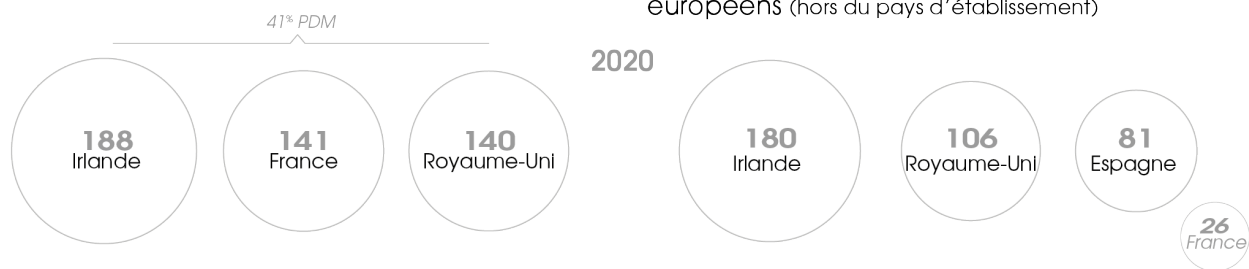 41% PDM
européens (hors du pays d'établissement)
2020
188
Irlande
141
France
140
Royaume-Uni
180
Irlande
106
Royaume-Uni
81
Espagne
26
France